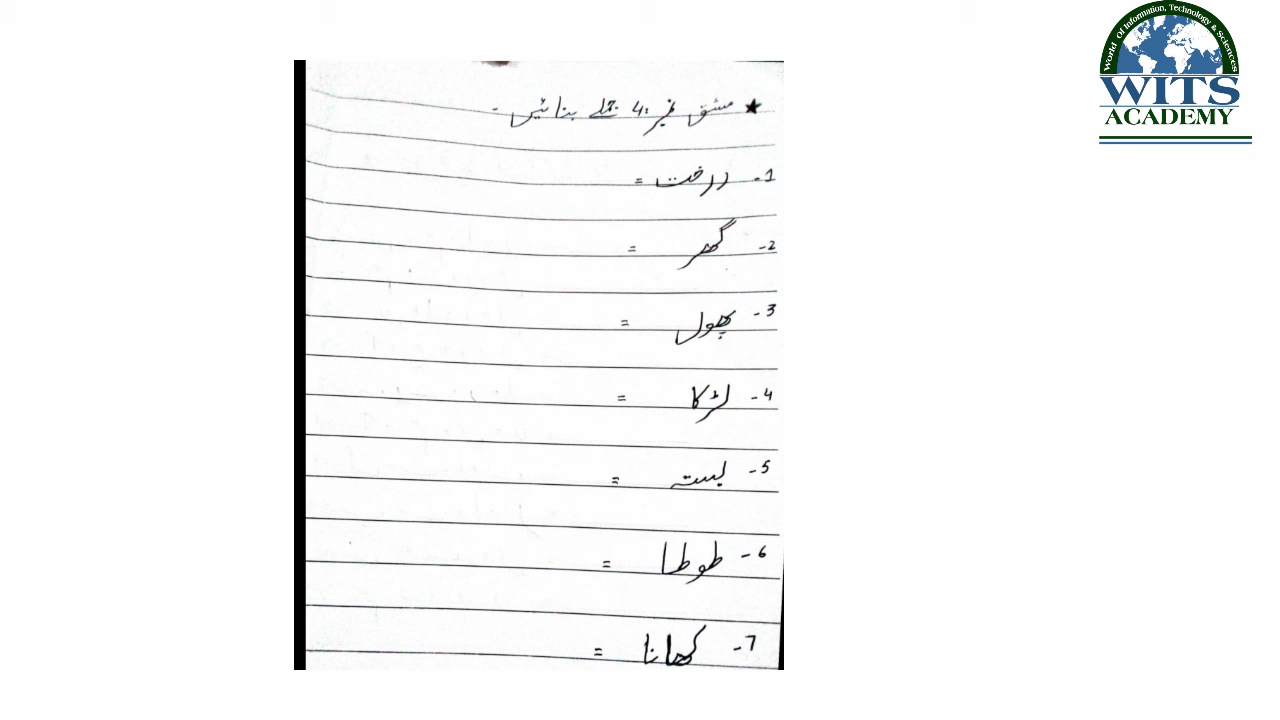 World Of Information, Technology & Sciences
WITS
ACADEMY
★ مشق نمبر 4: جملے بنائیں۔
1- درخت =
2- گھر =
3- پھول =
4- لڑکا =
5- بستہ =
6- طوطا =
7- کھانا =